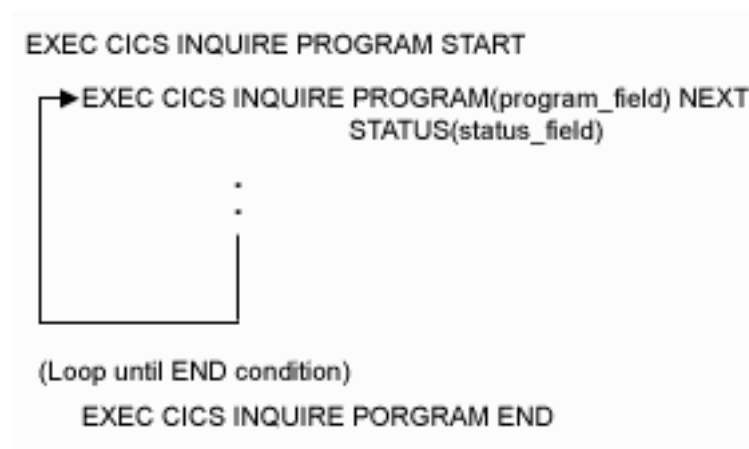 EXEC CICS INQUIRE PROGRAM START
EXEC CICS INQUIRE PROGRAM(program_field) NEXT
STATUS(status_field)
(Loop until END condition)
EXEC CICS INQUIRE PORGRAM END